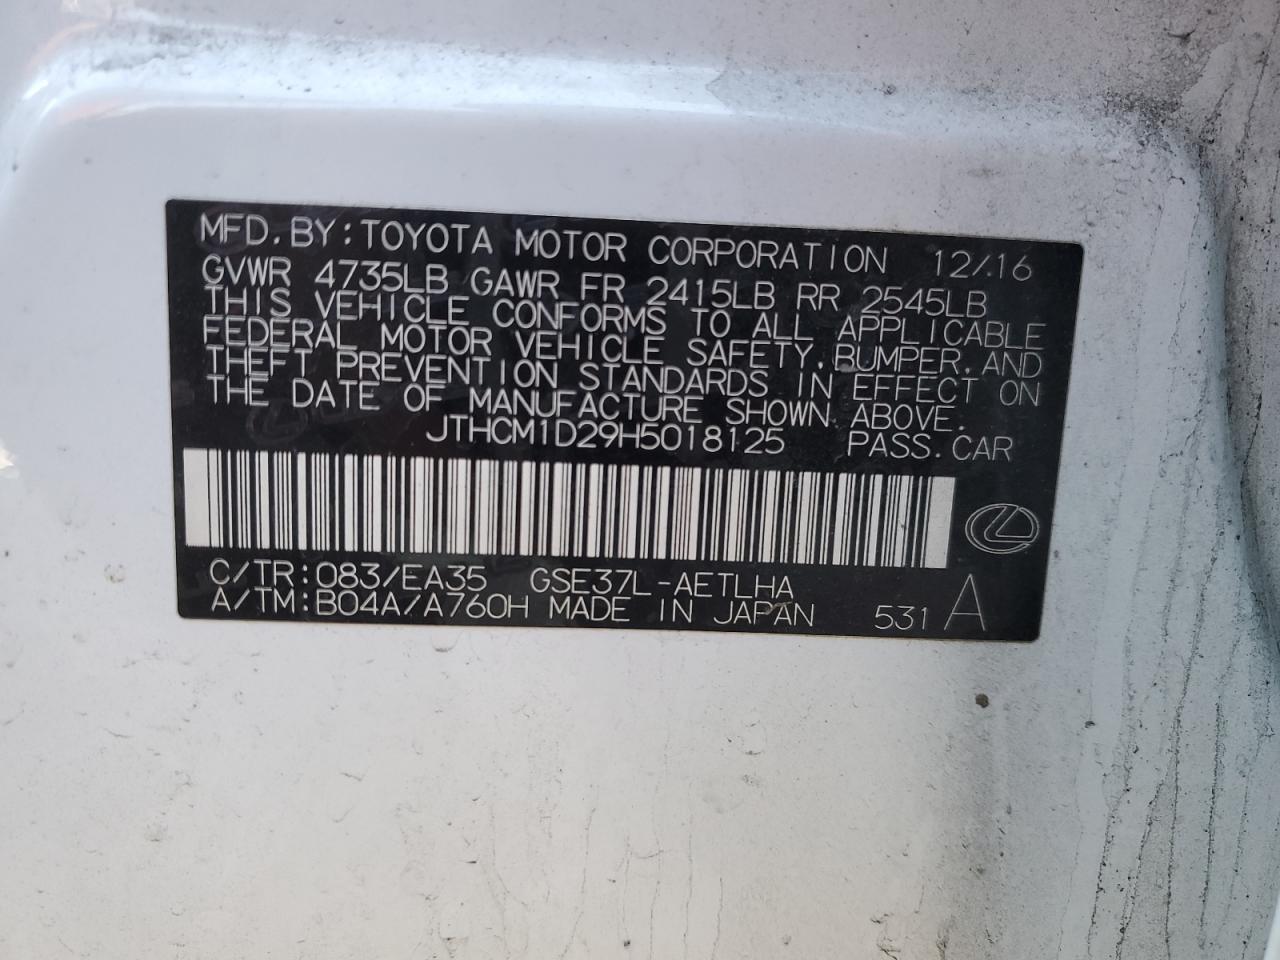 MFD. BY: TOYOTA MOTOR CORPORATION 12/16
GVWR 4735LB GAWR FR 2415LB RR 2545LB
THIS VEHICLE CONFORMS TO ALL APPLICABLE
FEDERAL MOTOR VEHICLE SAFETY, BUMPER, AND
THEFT PREVENTION STANDARDS IN EFFECT ON
THE DATE OF MANUFACTURE SHOWN ABOVE.
JTHCM1D29H5018125 PASS. CAR
C/TR: 083/EA35 GSE37L-AETLHA
A/TM: B04A/A760H MADE IN JAPAN 531 A